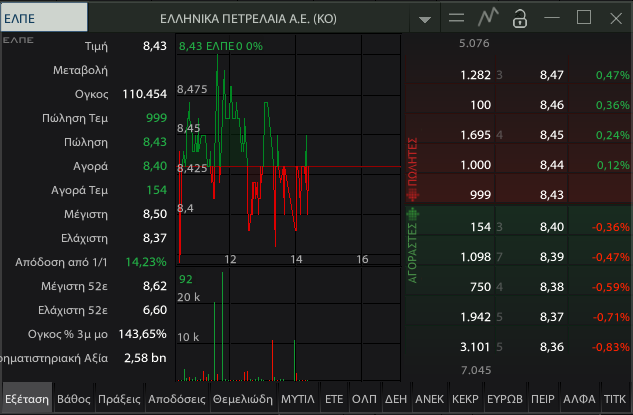 ΕΛΠΕ
ΕΛΛΗΝΙΚΑ ΠΕΤΡΕΛΑΙΑ Α.Ε. (ΚΟ)
ΕΛΠΕ
Τιμή 8,43
Μεταβολή
Ογκος 110.454
Πώληση Τεμ 999
Πώληση 8,43
Αγορά 8,40
Αγορά Τεμ 154
Μέγιστη 8,50
Ελάχιστη 8,37
Απόδοση από 1/1 14,23%
Μέγιστη 52ε 8,62
Ελάχιστη 52ε 6,60
Ογκος % 3μ μο 143,65%
ρηματιστηριακή Αξία 2,58 bn
8,43 ΕΛΠΕ 0 0%
8,475
8,45
8,425
8,4
12 14 16
92
20 k
10 k
5.076
1.282 3 8,47 0,47%
100 8,46 0,36%
1.695 4 8,45 0,24%
1.000 8,44 0,12%
999 8,43
ΠΩΛΗΤΕΣ
ΑΓΟΡΑΣΤΕΣ
154 3 8,40 -0,36%
1.098 7 8,39 -0,47%
750 4 8,38 -0,59%
1.942 5 8,37 -0,71%
3.101 5 8,36 -0,83%
7.045
Εξέταση Βάθος Πράξεις Αποδόσεις Θεμελιώδη ΜΥΤΙΛ ΕΤΕ ΟΛΠ ΔΕΗ ΑΝΕΚ ΚΕΚΡ ΕΥΡΩΒ ΠΕΙΡ ΑΛΦΑ ΤΙΤΚ